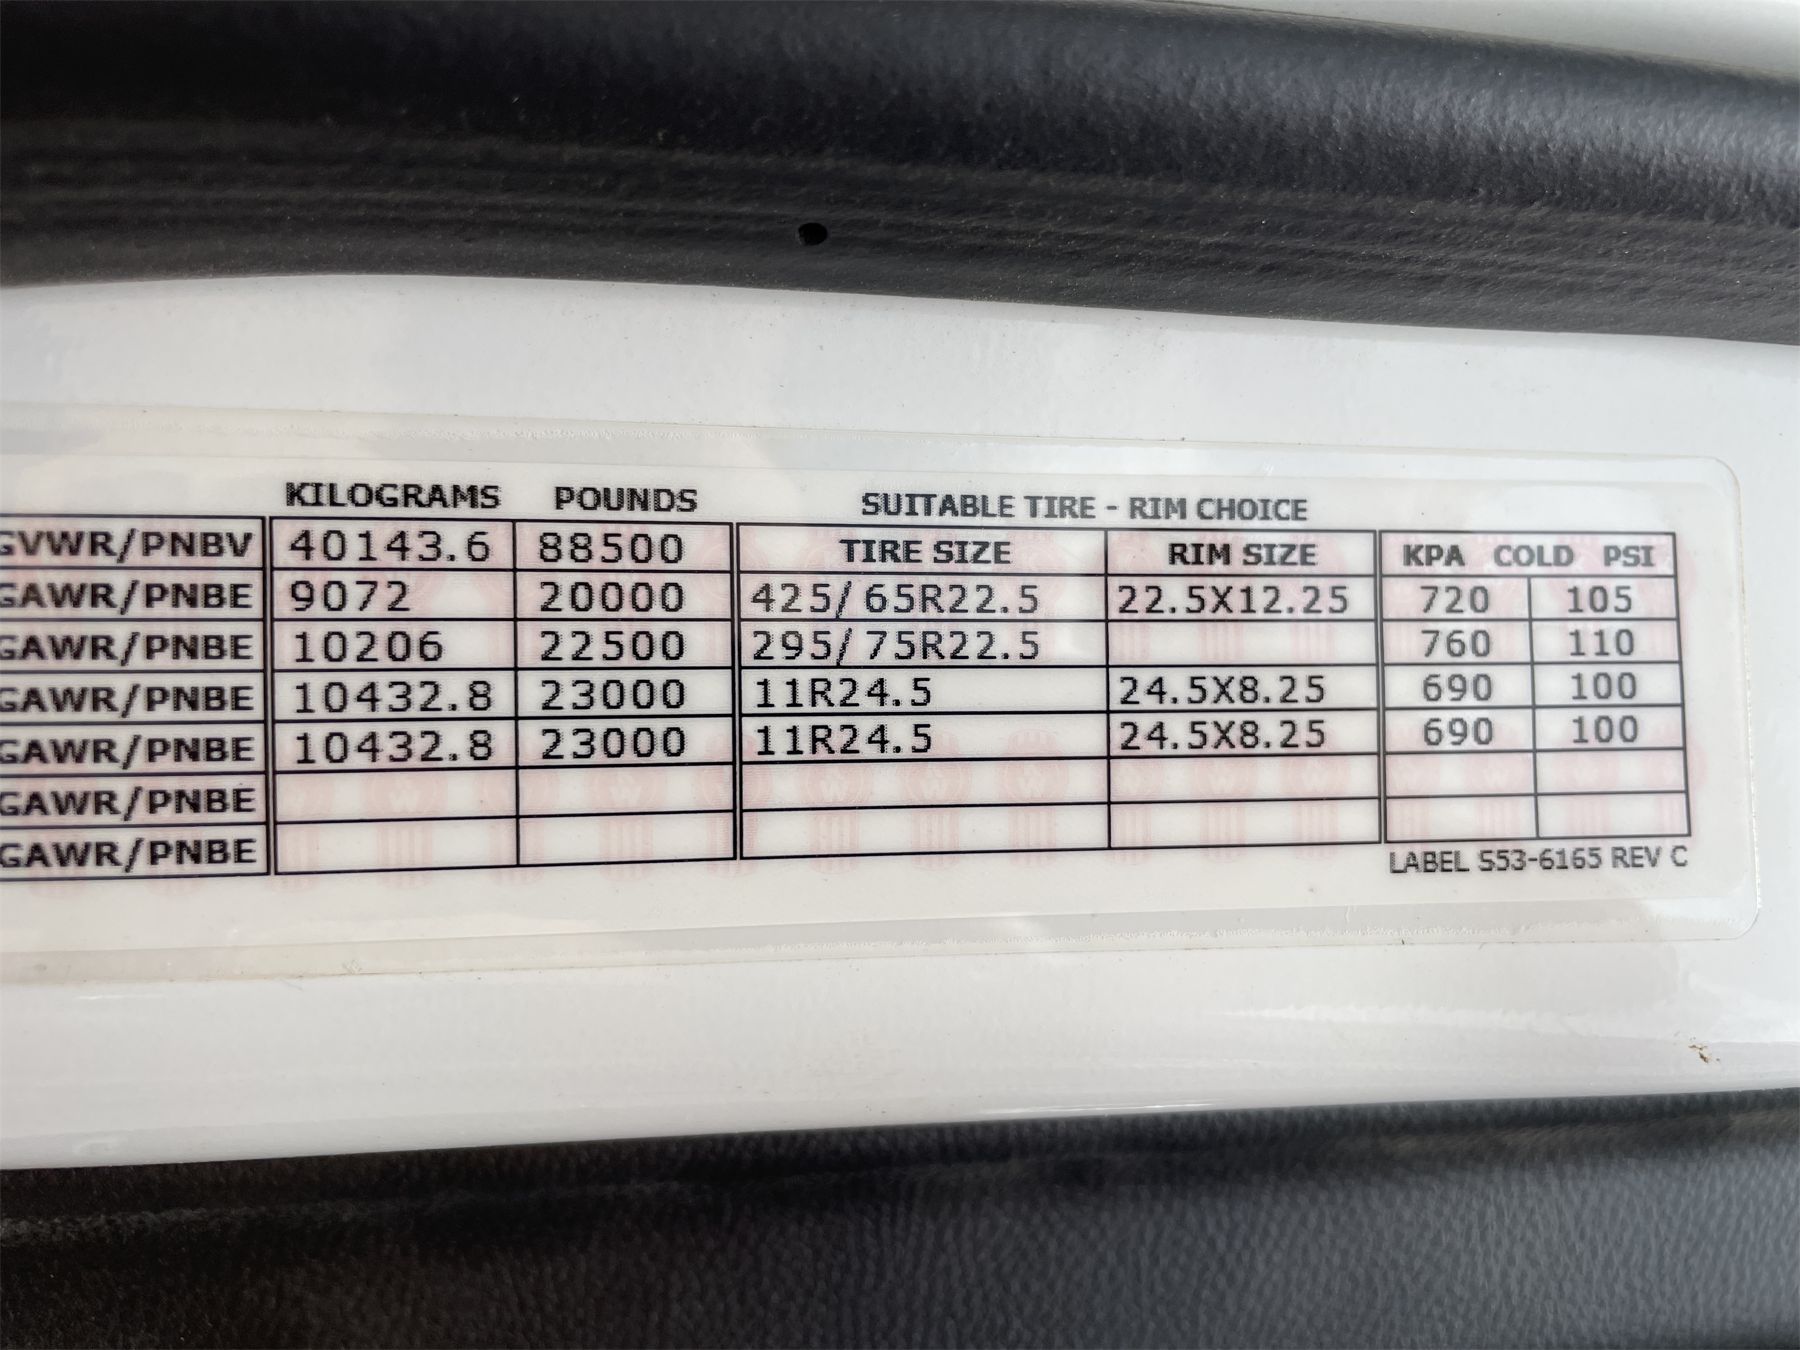 KILOGRAMS POUNDS SUITABLE TIRE - RIM CHOICE
GVWR/PNBV 40143.6 88500 TIRE SIZE RIM SIZE KPA COLD PSI
GAWR/PNBE 9072 20000 425/65R22.5 22.5X12.25 720 105
GAWR/PNBE 10206 22500 295/75R22.5 760 110
GAWR/PNBE 10432.8 23000 11R24.5 24.5X8.25 690 100
GAWR/PNBE 10432.8 23000 11R24.5 24.5X8.25 690 100
GAWR/PNBE
GAWR/PNBE
LABEL S53-6165 REV C